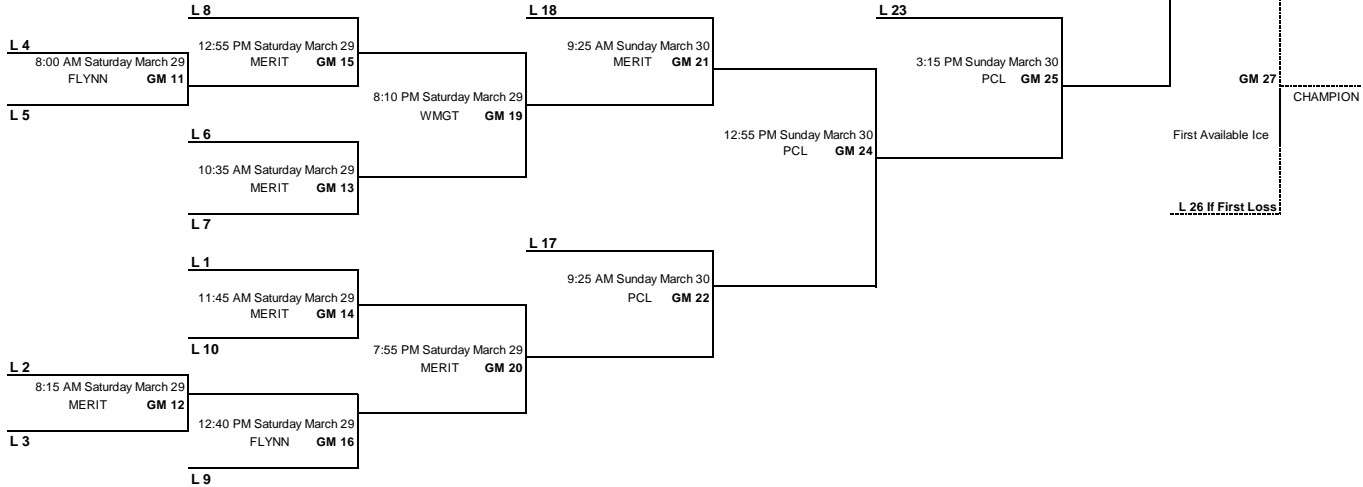 L 8
L 18
L 23
L 4
12:55 PM Saturday March 29
9:25 AM Sunday March 30
8:00 AM Saturday March 29
MERIT GM 15
MERIT GM 21
3:15 PM Sunday March 30
FLYNN GM 11
PCL GM 25
GM 27
8:10 PM Saturday March 29
CHAMPION
L 5
WMGT GM 19
L 6
12:55 PM Sunday March 30
First Available Ice
PCL GM 24
10:35 AM Saturday March 29
MERIT GM 13
L 26 If First Loss
L 7
L 17
L 1
9:25 AM Sunday March 30
11:45 AM Saturday March 29
PCL GM 22
MERIT GM 14
L 10
7:55 PM Saturday March 29
L 2
MERIT GM 20
8:15 AM Saturday March 29
MERIT GM 12
12:40 PM Saturday March 29
L 3
FLYNN GM 16
L 9